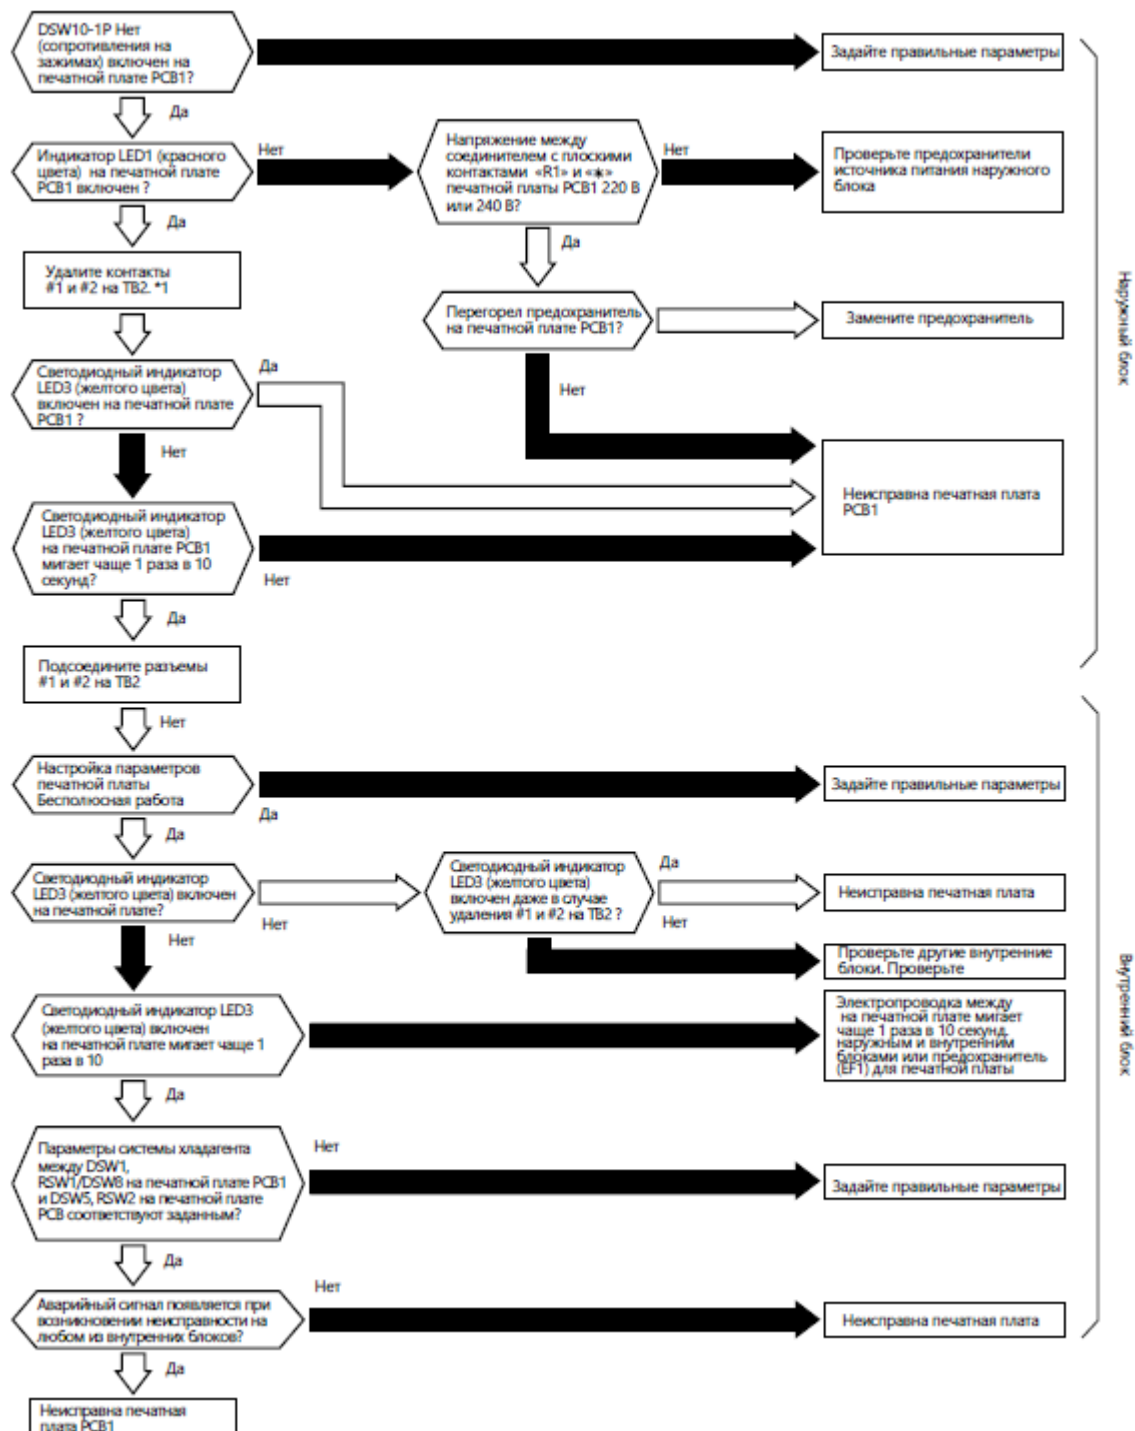 DSW10-1P Нет
(сопротивления на
зажимах) включен на
печатной плате PCB1?
Задайте правильные параметры
Да
Индикатор LED1 (красного
цвета) на печатной плате
PCB1 включен ?
Нет
Напряжение между
соединителем с плоскими
контактами «R1» и «∗»
печатной платы PCB1 220 В
или 240 В?
Нет
Проверьте предохранители
источника питания наружного
блока
Да
Да
Удалите контакты
#1 и #2 на TB2. *1
Перегорел предохранитель
на печатной плате PCB1?
Замените предохранитель
Наружный блок
Светодиодный индикатор
LED3 (желтого цвета)
включен на печатной плате
PCB1 ?
Да
Нет
Нет
Неисправна печатная плата
PCB1
Светодиодный индикатор
LED3 (желтого цвета)
на печатной плате PCB1
мигает чаще 1 раза в 10
секунд?
Нет
Да
Подсоедините разъемы
#1 и #2 на TB2
Нет
Настройка параметров
печатной платы
Бесполюсная работа
Задайте правильные параметры
Да
Да
Светодиодный индикатор
LED3 (желтого цвета) включен
на печатной плате?
Нет
Светодиодный индикатор
LED3 (желтого цвета)
включен даже в случае
удаления #1 и #2 на TB2 ?
Да
Нет
Неисправна печатная плата
Нет
Проверьте другие внутренние
блоки. Проверьте
Внутренний блок
Светодиодный индикатор LED3
(желтого цвета) включен
на печатной плате мигает чаще 1
раза в 10
Электропроводка между
на печатной плате мигает
чаще 1 раза в 10 секунд.
наружным и внутренним
блоками или предохранитель
(EF1) для печатной платы
Да
Параметры системы хладагента
между DSW1,
RSW1/DSW8 на печатной плате PCB1
и DSW5, RSW2 на печатной плате
PCB соответствуют заданным?
Нет
Задайте правильные параметры
Да
Аварийный сигнал появляется при
возникновении неисправности на
любом из внутренних блоков?
Нет
Неисправна печатная плата
Да
Неисправна печатная
плата PCB1